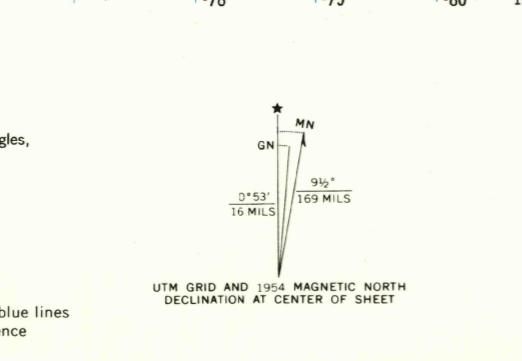 gles,
MN
GN
0°53'
16 MILS
9½°
169 MILS
UTM GRID AND 1954 MAGNETIC NORTH
DECLINATION AT CENTER OF SHEET
blue lines
ence